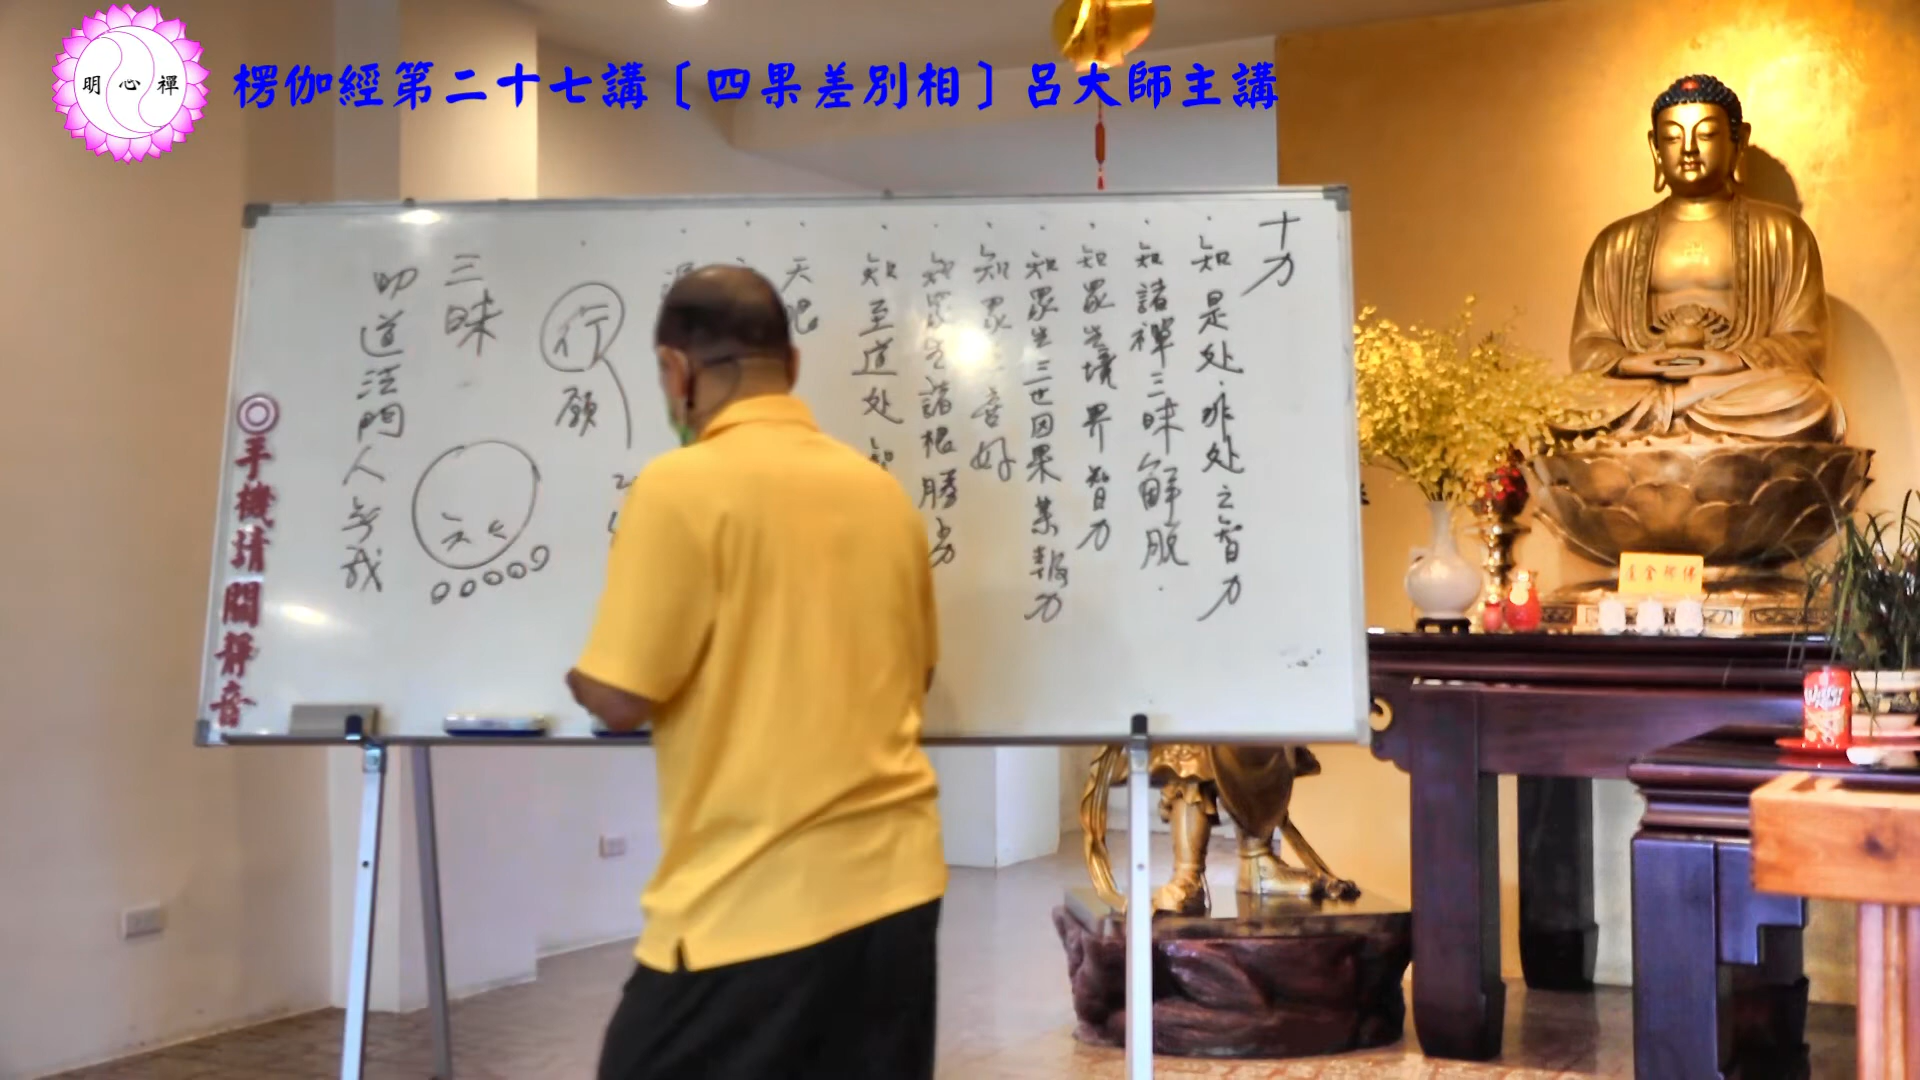 明心禪
楞伽經第二十七講〔四果差別相〕呂大師主講
十力
知是处·非处之智力
知諸禪三昧解脫
知眾生境界智力
知眾生三世因果業報力
知眾
音好
知眾生諸根勝劣
知至道处
天眼
行
願
三昧
助道法門人無我
◎手機請關靜音